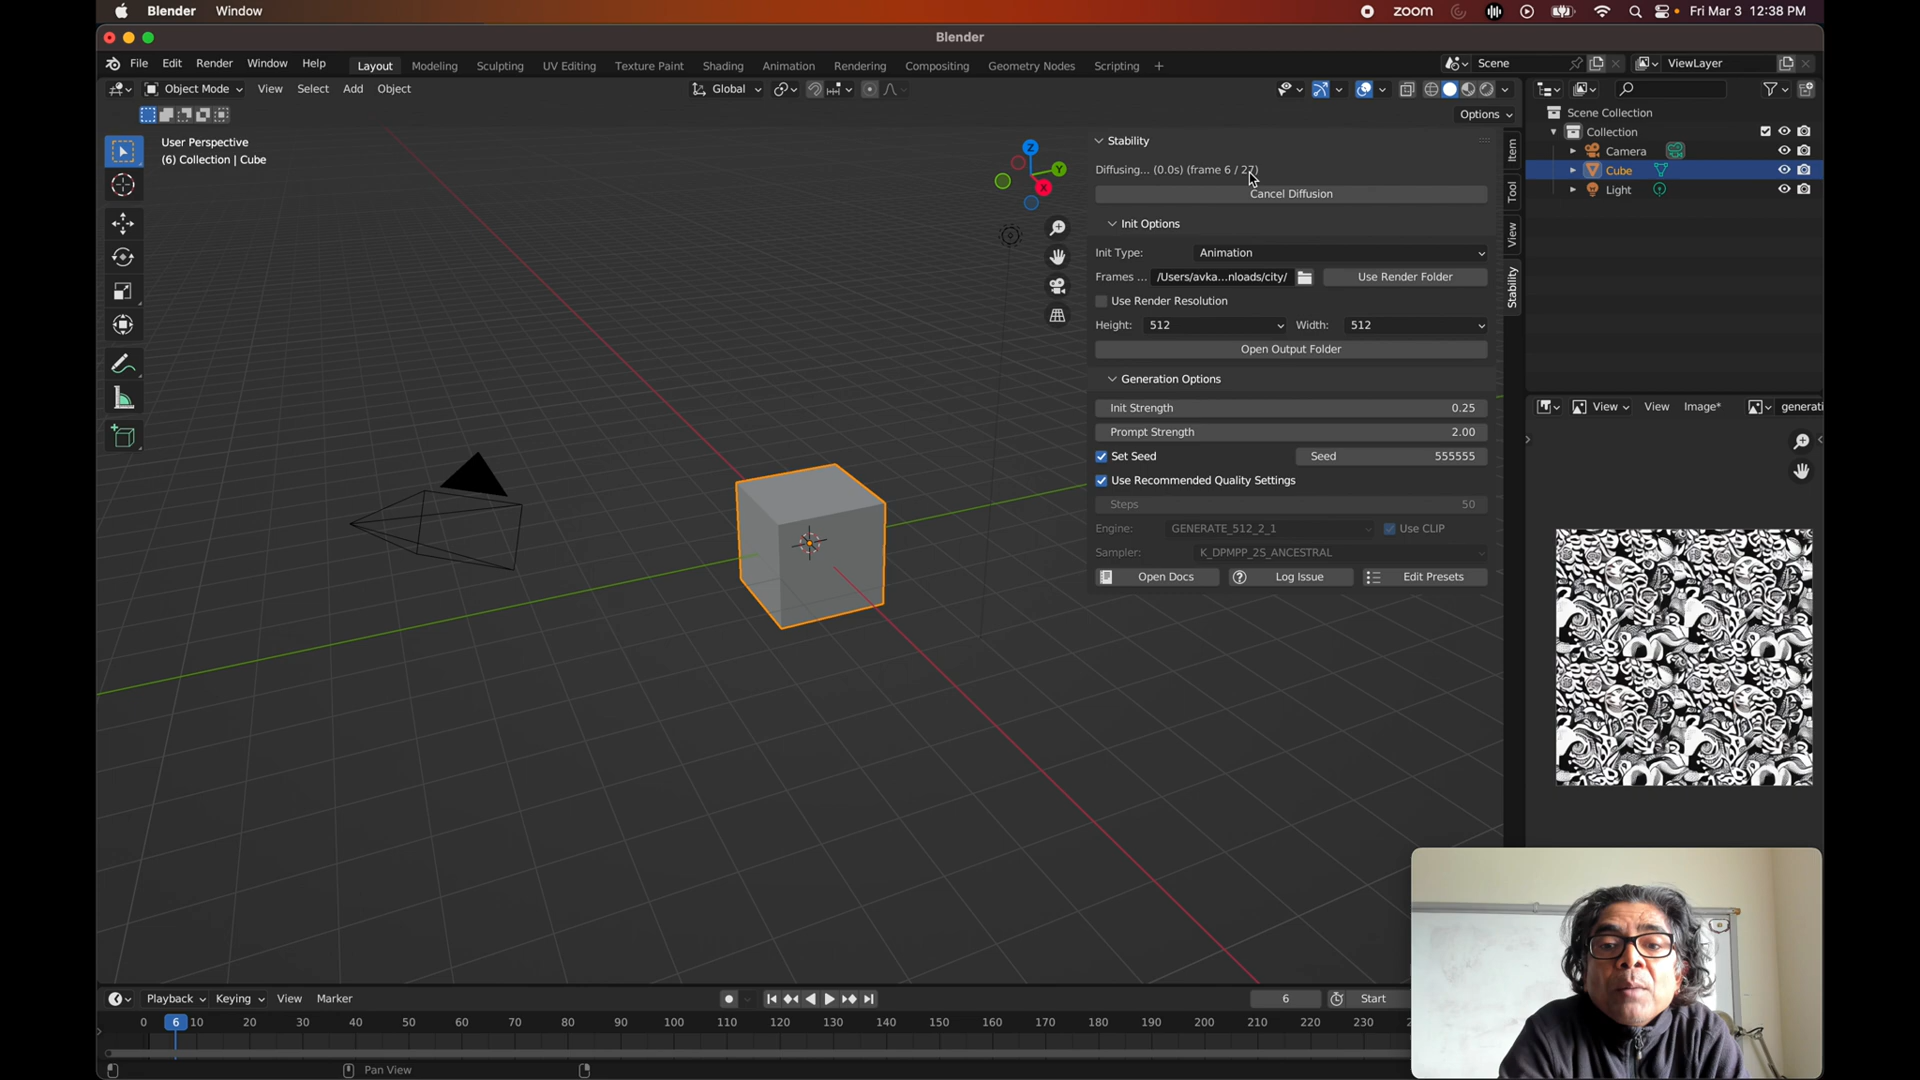 Blender Window zoom Fri Mar 3 12:38 PM
Blender
File Edit Render Window Help Layout Modeling Sculpting UV Editing Texture Paint Shading Animation Rendering Compositing Geometry Nodes Scripting + Scene ViewLayer
Object Mode View Select Add Object Global
Options
User Perspective
(6) Collection | Cube
Z
Y
X
Stability
Diffusing... (0.0s) (frame 6 / 27)
Cancel Diffusion
Init Options
Init Type: Animation
Frames ... /Users/avka...nloads/city/ Use Render Folder
Use Render Resolution
Height: 512 Width: 512
Open Output Folder
Generation Options
Init Strength 0.25
Prompt Strength 2.00
Set Seed Seed 555555
Use Recommended Quality Settings
Steps 50
Engine: GENERATE_512_2_1 Use CLIP
Sampler: K_DPMPP_2S_ANCESTRAL
Open Docs Log Issue Edit Presets
Item
Tool
View
Stability
Scene Collection
Collection
Camera
Cube
Light
View View Image* generati
Playback Keying View Marker 6 Start
0 6 10 20 30 40 50 60 70 80 90 100 110 120 130 140 150 160 170 180 190 200 210 220 230
Pan View